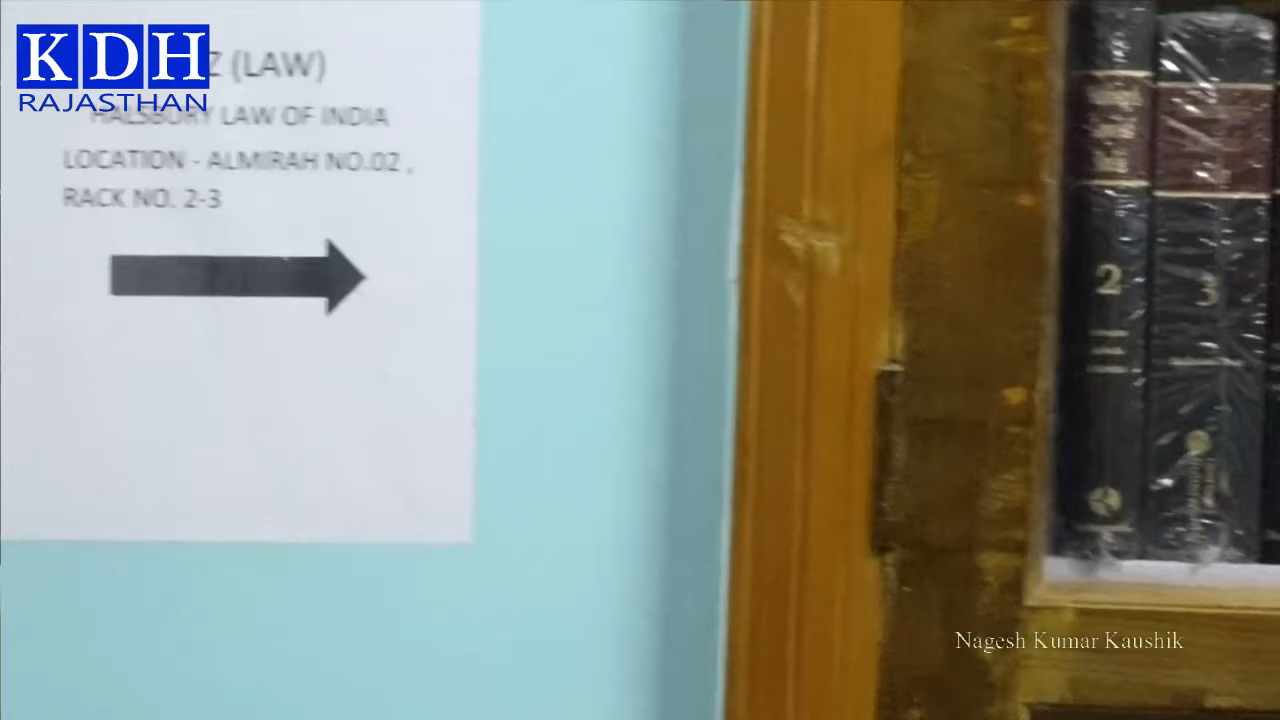 KDH
RAJASTHAN
Z (LAW)
HALSBURY LAW OF INDIA
LOCATION - ALMIRAH NO.02 ,
RACK NO. 2-3
2
3
Nagesh Kumar Kaushik